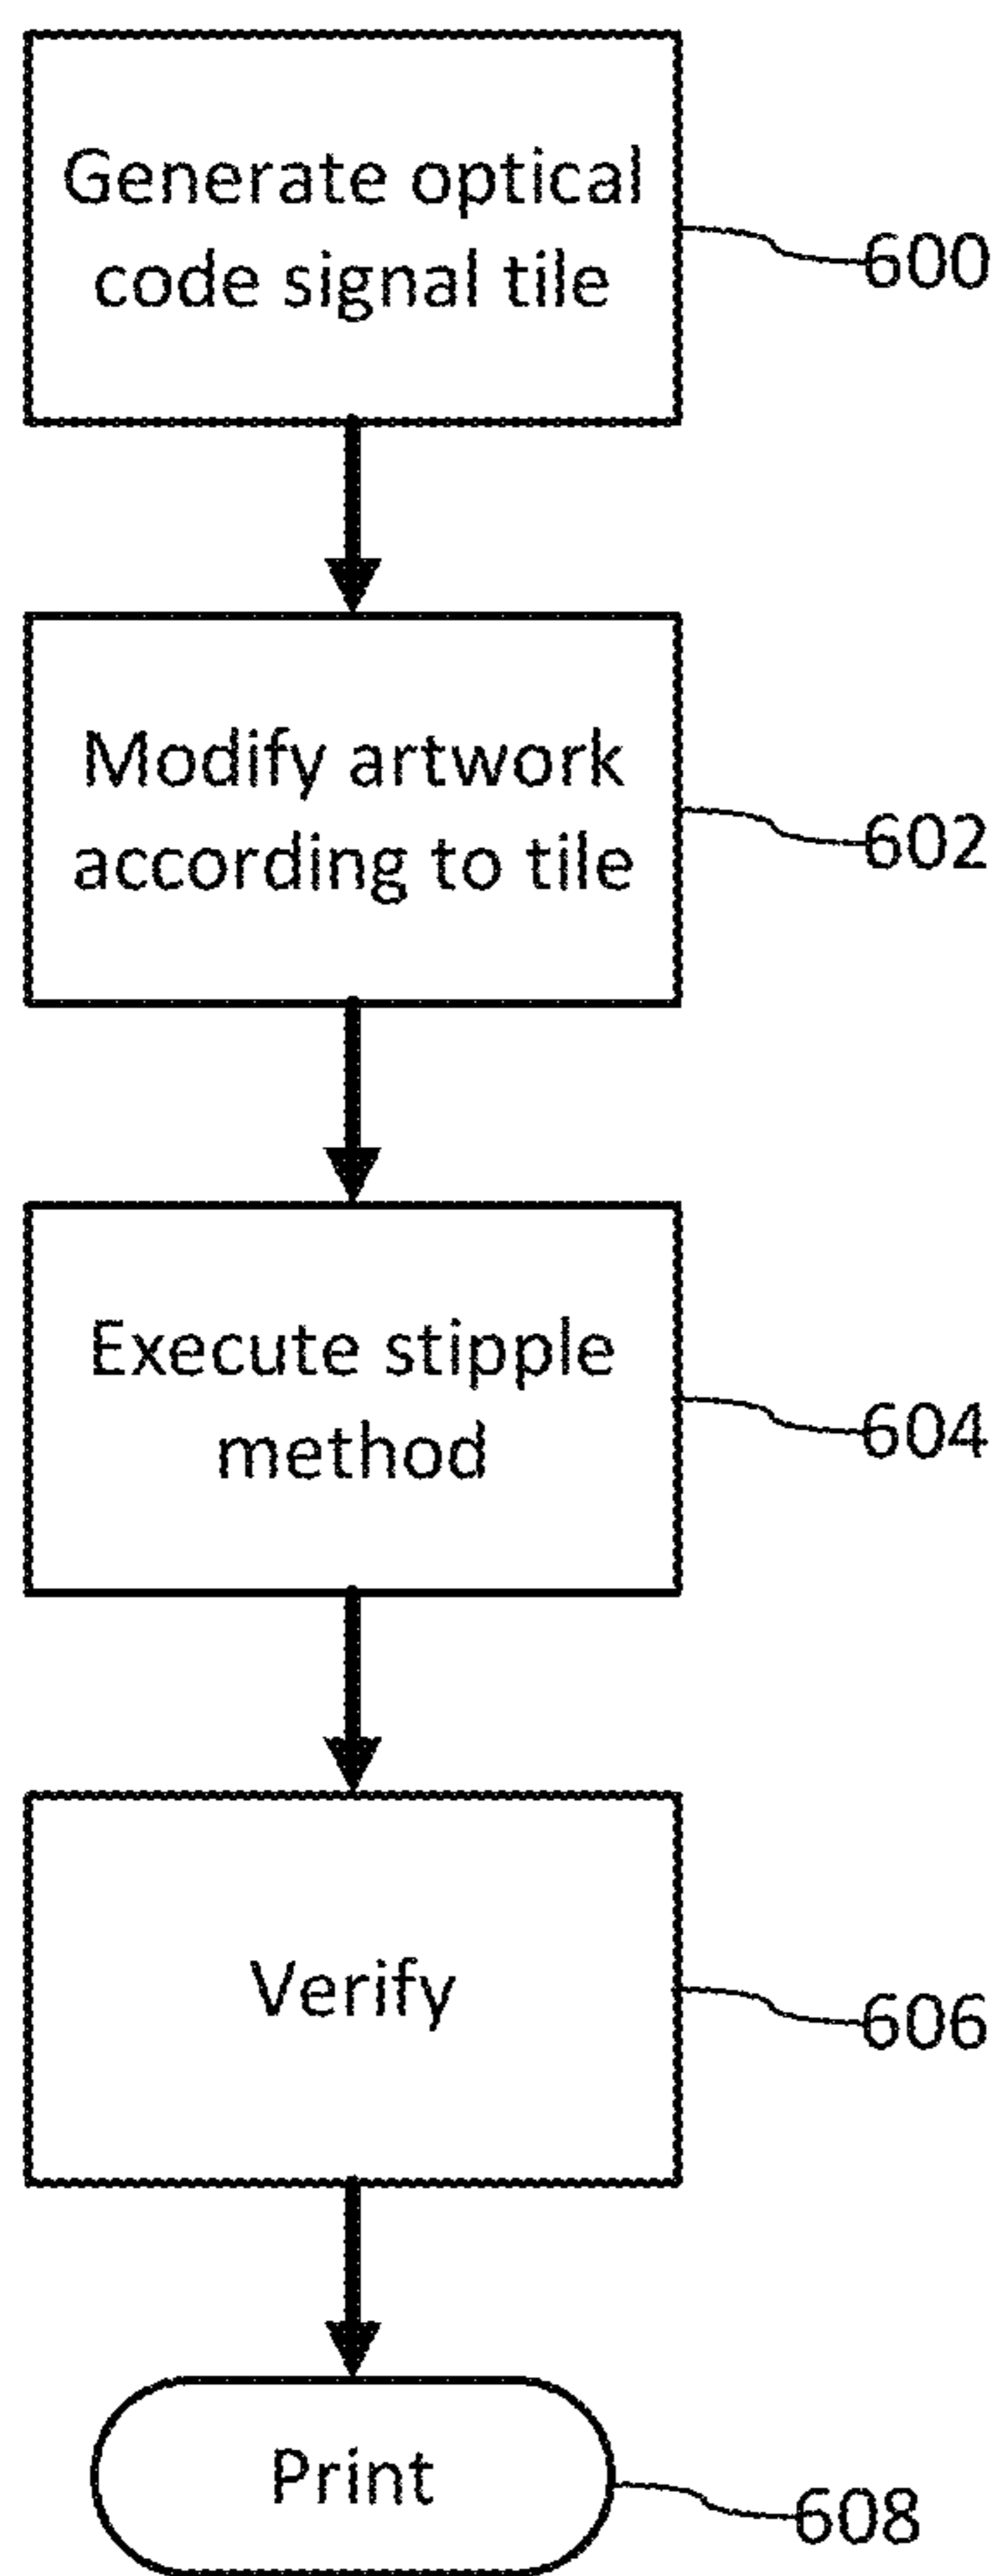 Generate optical
code signal tile
600
Modify artwork
according to tile
602
Execute stipple
method
604
Verify
606
Print
608